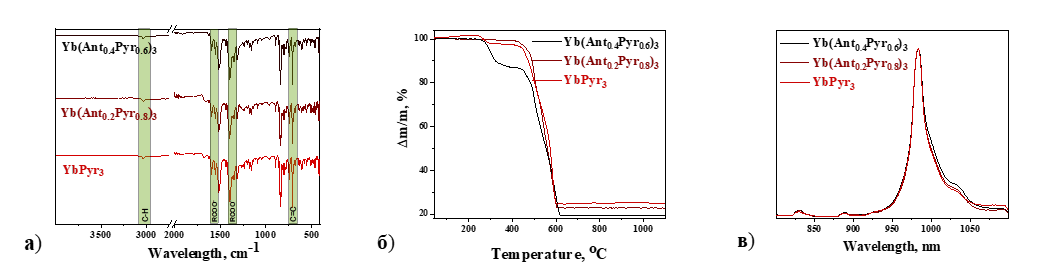 Yb(Ant0.4Pyr0.6)3
Yb(Ant0.2Pyr0.8)3
YbPyr3
C-H
RCOO-
RCOO-
C=C
3500
3000
2000
1500
1000
500
Wavelength, cm-1
а)
Δm/m, %
100
80
60
40
20
Yb(Ant0.4Pyr0.6)3
Yb(Ant0.2Pyr0.8)3
YbPyr3
200
400
600
800
1000
Temperature, oC
б)
Yb(Ant0.4Pyr0.6)3
Yb(Ant0.2Pyr0.8)3
YbPyr3
850
900
950
1000
1050
Wavelength, nm
в)